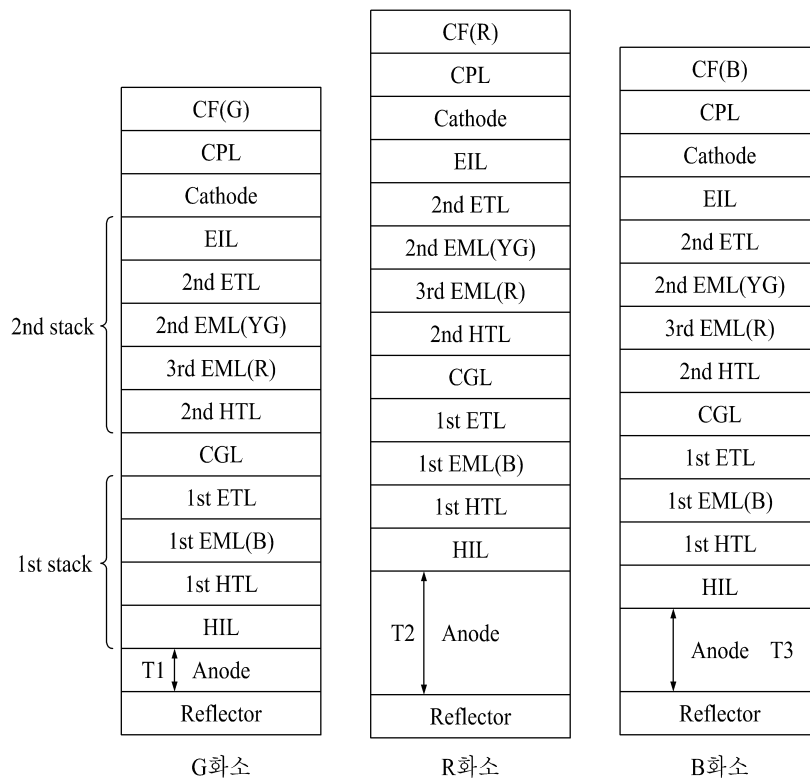 CF(G)
CPL
Cathode
EIL
2nd ETL
2nd EML(YG)
3rd EML(R)
2nd HTL
CGL
1st ETL
1st EML(B)
1st HTL
HIL
T1 Anode
Reflector
2nd stack
1st stack
G화소
CF(R)
CPL
Cathode
EIL
2nd ETL
2nd EML(YG)
3rd EML(R)
2nd HTL
CGL
1st ETL
1st EML(B)
1st HTL
HIL
T2 Anode
Reflector
R화소
CF(B)
CPL
Cathode
EIL
2nd ETL
2nd EML(YG)
3rd EML(R)
2nd HTL
CGL
1st ETL
1st EML(B)
1st HTL
HIL
Anode T3
Reflector
B화소